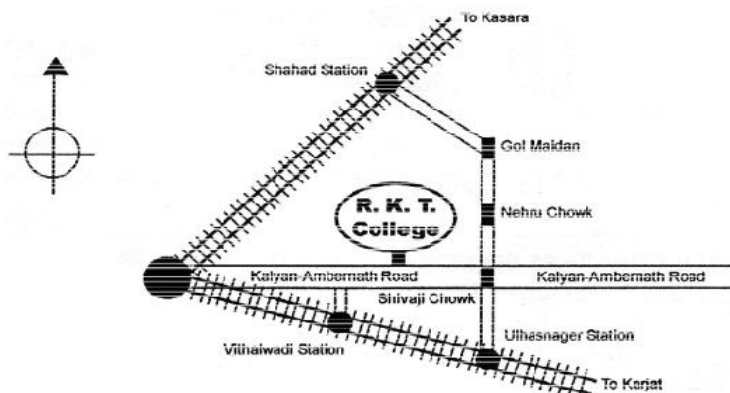 To Kasara
Shahad Station
Gol Maidan
R. K. T.
College
Nehru Chowk
Kalyan-Ambernath Road
Kalyan-Ambernath Road
Shivaji Chowk
Ulhasnager Station
Vithalwadi Station
To Karjat